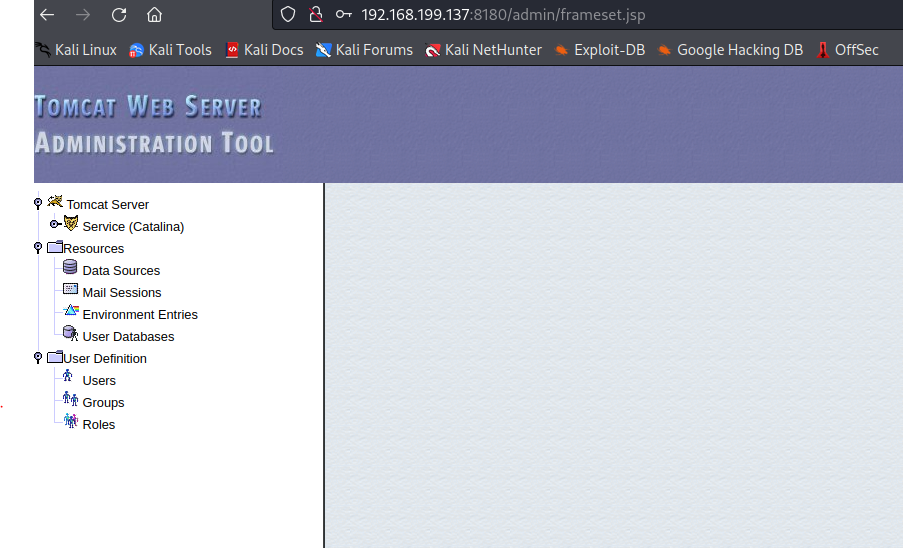 192.168.199.137:8180/admin/frameset.jsp
Kali Linux Kali Tools Kali Docs Kali Forums Kali NetHunter Exploit-DB Google Hacking DB OffSec
TOMCAT WEB SERVER
ADMINISTRATION TOOL
Tomcat Server
Service (Catalina)
Resources
Data Sources
Mail Sessions
Environment Entries
User Databases
User Definition
Users
Groups
Roles